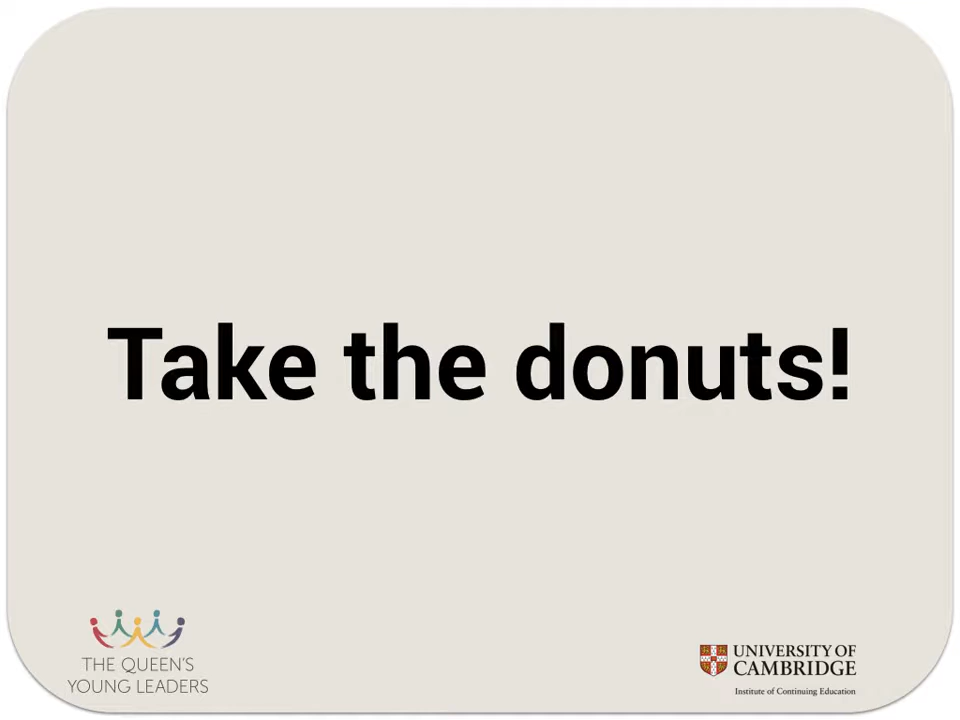 Take the donuts!
THE QUEEN'S
YOUNG LEADERS
UNIVERSITY OF
CAMBRIDGE
Institute of Continuing Education